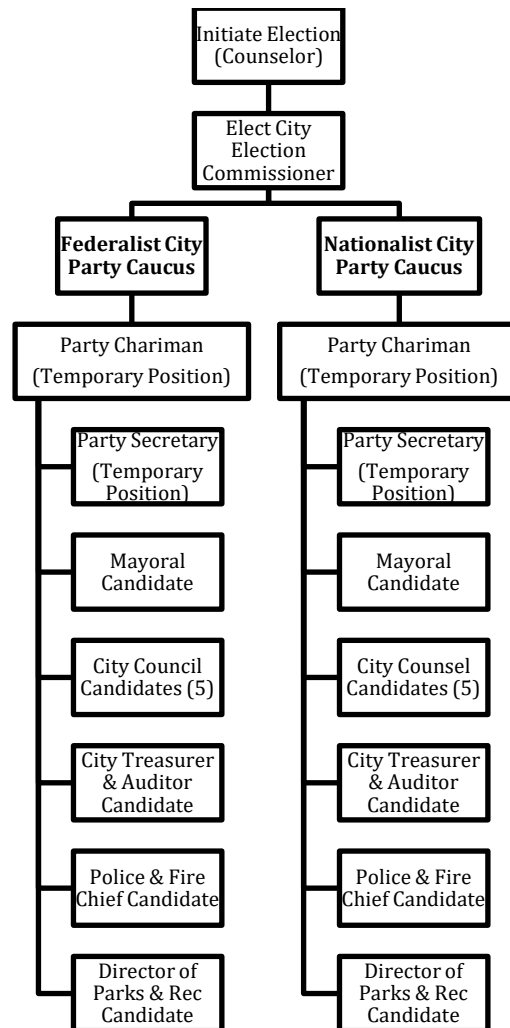 Initiate Election
(Counselor)
Elect City
Election
Commissioner
Federalist City
Party Caucus
Nationalist City
Party Caucus
Party Chariman
(Temporary Position)
Party Chariman
(Temporary Position)
Party Secretary
(Temporary
Position)
Party Secretary
(Temporary
Position)
Mayoral
Candidate
Mayoral
Candidate
City Council
Candidates (5)
City Counsel
Candidates (5)
City Treasurer
& Auditor
Candidate
City Treasurer
& Auditor
Candidate
Police & Fire
Chief Candidate
Police & Fire
Chief Candidate
Director of
Parks & Rec
Candidate
Director of
Parks & Rec
Candidate